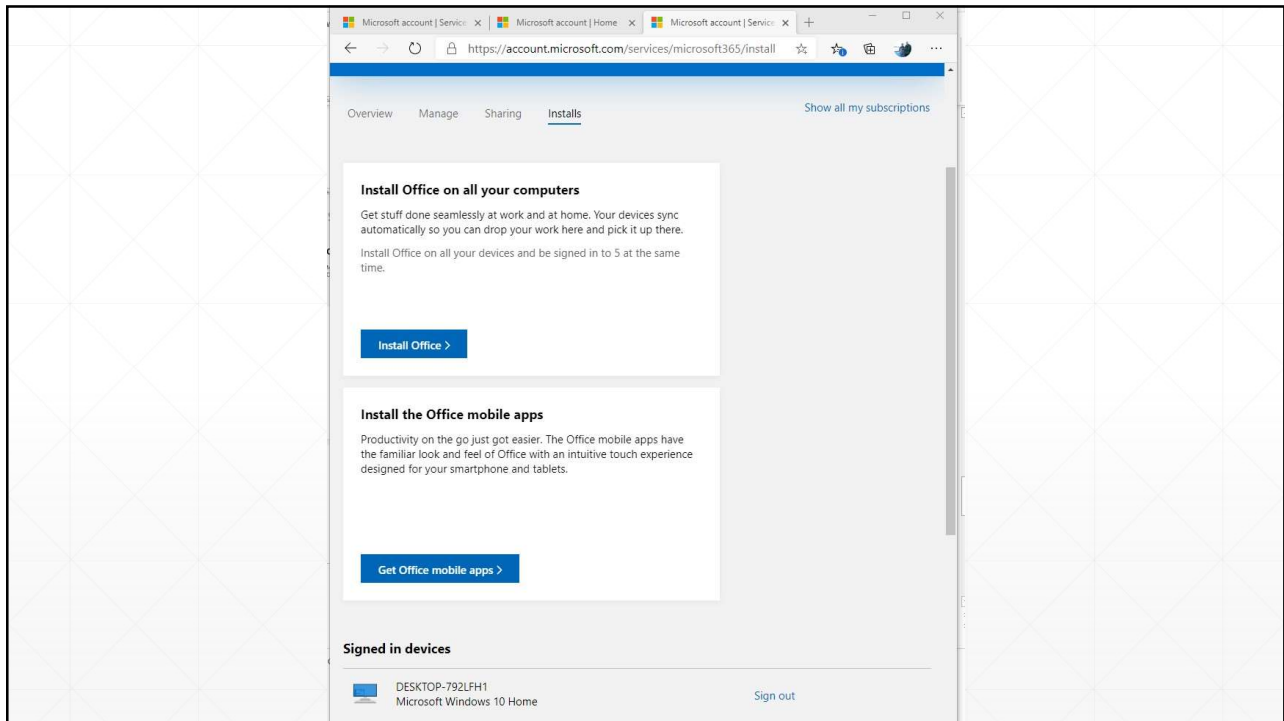 Microsoft account | Service
Microsoft account | Home
Microsoft account | Service
https://account.microsoft.com/services/microsoft365/install
Overview Manage Sharing Installs
Show all my subscriptions
Install Office on all your computers
Get stuff done seamlessly at work and at home. Your devices sync
automatically so you can drop your work here and pick it up there.
Install Office on all your devices and be signed in to 5 at the same
time.
Install Office >
Install the Office mobile apps
Productivity on the go just got easier. The Office mobile apps have
the familiar look and feel of Office with an intuitive touch experience
designed for your smartphone and tablets.
Get Office mobile apps >
Signed in devices
DESKTOP-792LFH1
Microsoft Windows 10 Home
Sign out